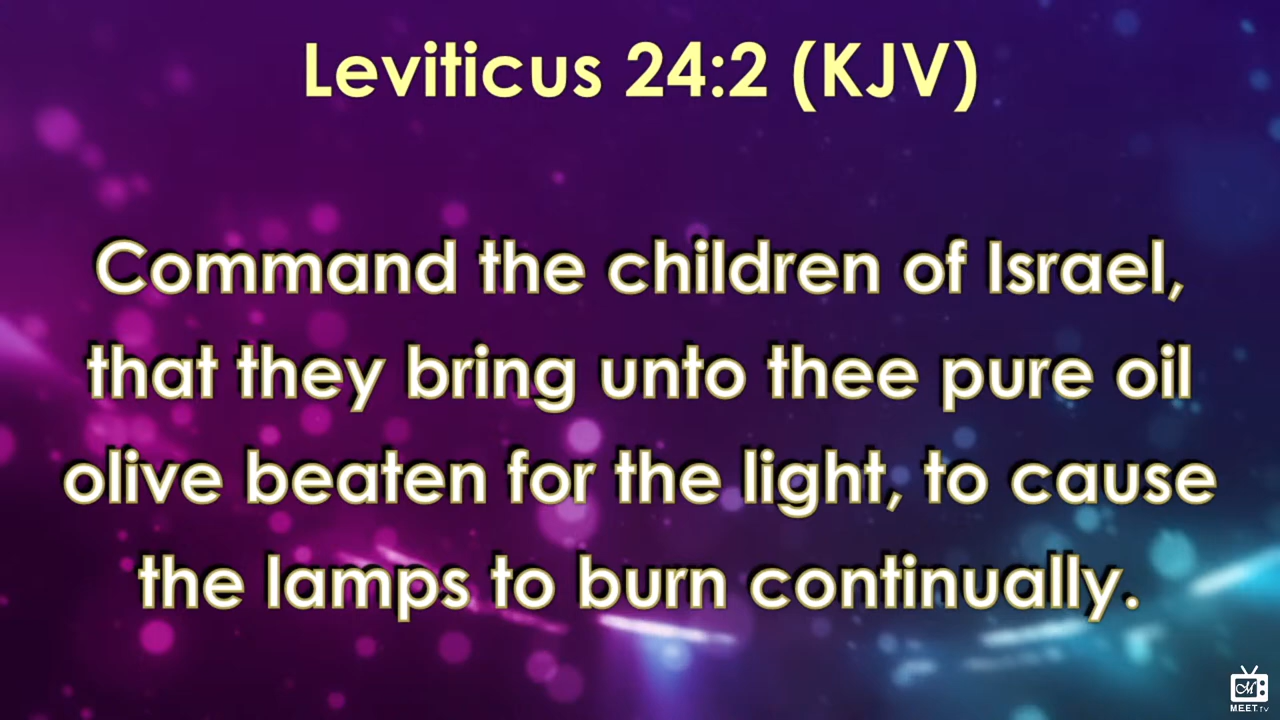 Leviticus 24:2 (KJV)
Command the children of Israel,
that they bring unto thee pure oil
olive beaten for the light, to cause
the lamps to burn continually.
M
MEET.TV